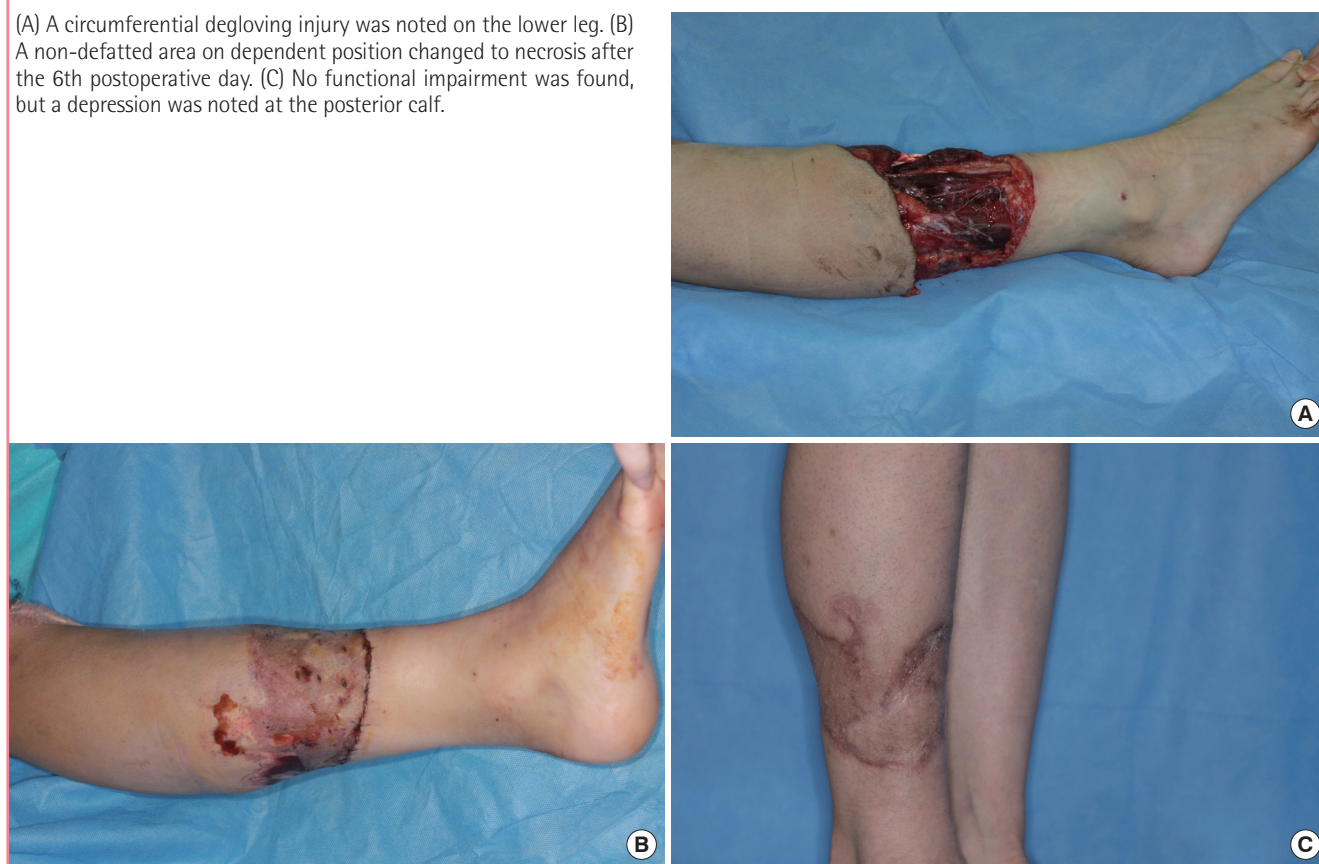 (A) A circumferential degloving injury was noted on the lower leg. (B)
A non-defatted area on dependent position changed to necrosis after
the 6th postoperative day. (C) No functional impairment was found,
but a depression was noted at the posterior calf.
A
B
C